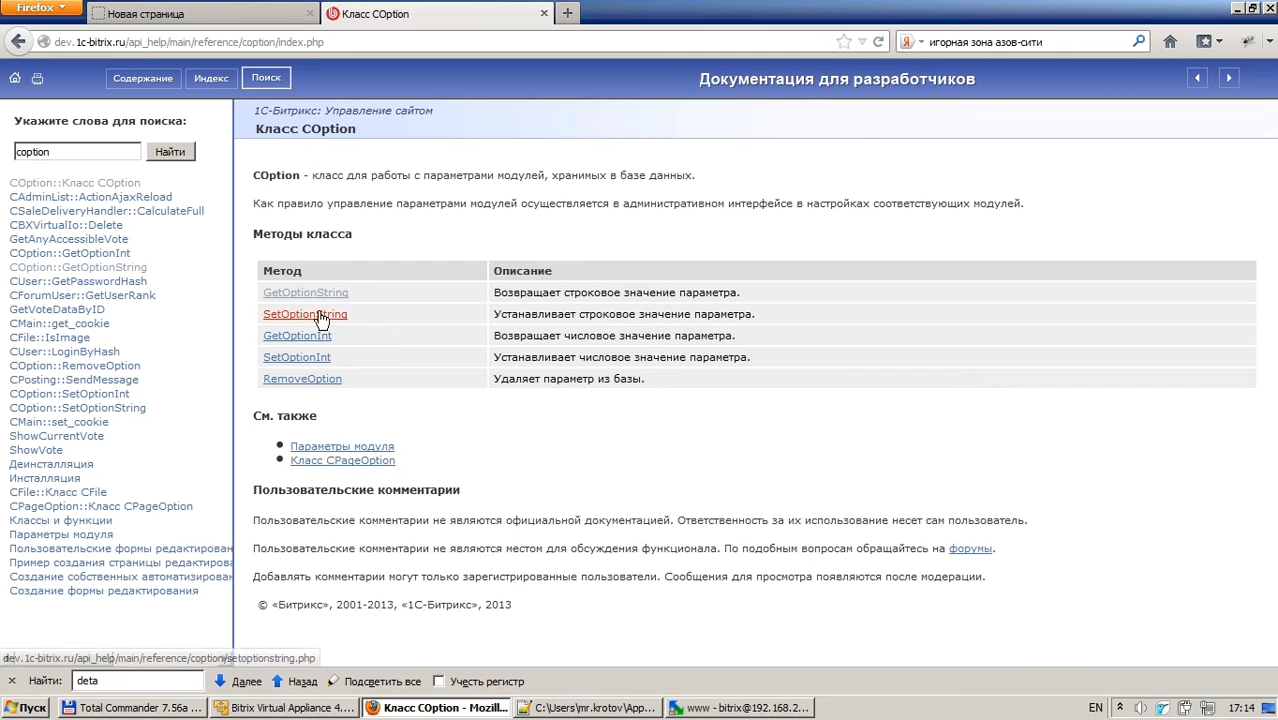 Firefox
Новая страница
Класс COption
dev.1c-bitrix.ru/api_help/main/reference/coption/index.php
игорная зона азов-сити
Содержание
Индекс
Поиск
Документация для разработчиков
Укажите слова для поиска:
coption
Найти
COption::Класс COption
CAdminList::ActionAjaxReload
CSaleDeliveryHandler::CalculateFull
CBXVirtualIo::Delete
GetAnyAccessibleVote
COption::GetOptionInt
COption::GetOptionString
CUser::GetPasswordHash
CForumUser::GetUserRank
GetVoteDataByID
CMain::get_cookie
CFile::IsImage
CUser::LoginByHash
COption::RemoveOption
CPosting::SendMessage
COption::SetOptionInt
COption::SetOptionString
CMain::set_cookie
ShowCurrentVote
ShowVote
Деинсталляция
Инсталляция
CFile::Класс CFile
CPageOption::Класс CPageOption
Классы и функции
Параметры модуля
Пользовательские формы редактирован
Пример создания страницы редактирова
Создание собственных автоматизирован
Создание формы редактирования
1С-Битрикс: Управление сайтом
Класс COption
COption - класс для работы с параметрами модулей, хранимых в базе данных.
Как правило управление параметрами модулей осуществляется в административном интерфейсе в настройках соответствующих модулей.
Методы класса
Метод Описание
GetOptionString Возвращает строковое значение параметра.
SetOptionString Устанавливает строковое значение параметра.
GetOptionInt Возвращает числовое значение параметра.
SetOptionInt Устанавливает числовое значение параметра.
RemoveOption Удаляет параметр из базы.
См. также
Параметры модуля
Класс CPageOption
Пользовательские комментарии
Пользовательские комментарии не являются официальной документацией. Ответственность за их использование несет сам пользователь.
Пользовательские комментарии не являются местом для обсуждения функционала. По подобным вопросам обращайтесь на форумы.
Добавлять комментарии могут только зарегистрированные пользователи. Сообщения для просмотра появляются после модерации.
© «Битрикс», 2001-2013, «1С-Битрикс», 2013
dev.1c-bitrix.ru/api_help/main/reference/coption/setoptionstring.php
Найти:
deta
Далее
Назад
Подсветить все
Учесть регистр
Пуск
Total Commander 7.56a ...
Bitrix Virtual Appliance 4....
Класс COption - Mozill...
C:\Users\mr.krotov\App...
www - bitrix@192.168.2...
EN
17:14